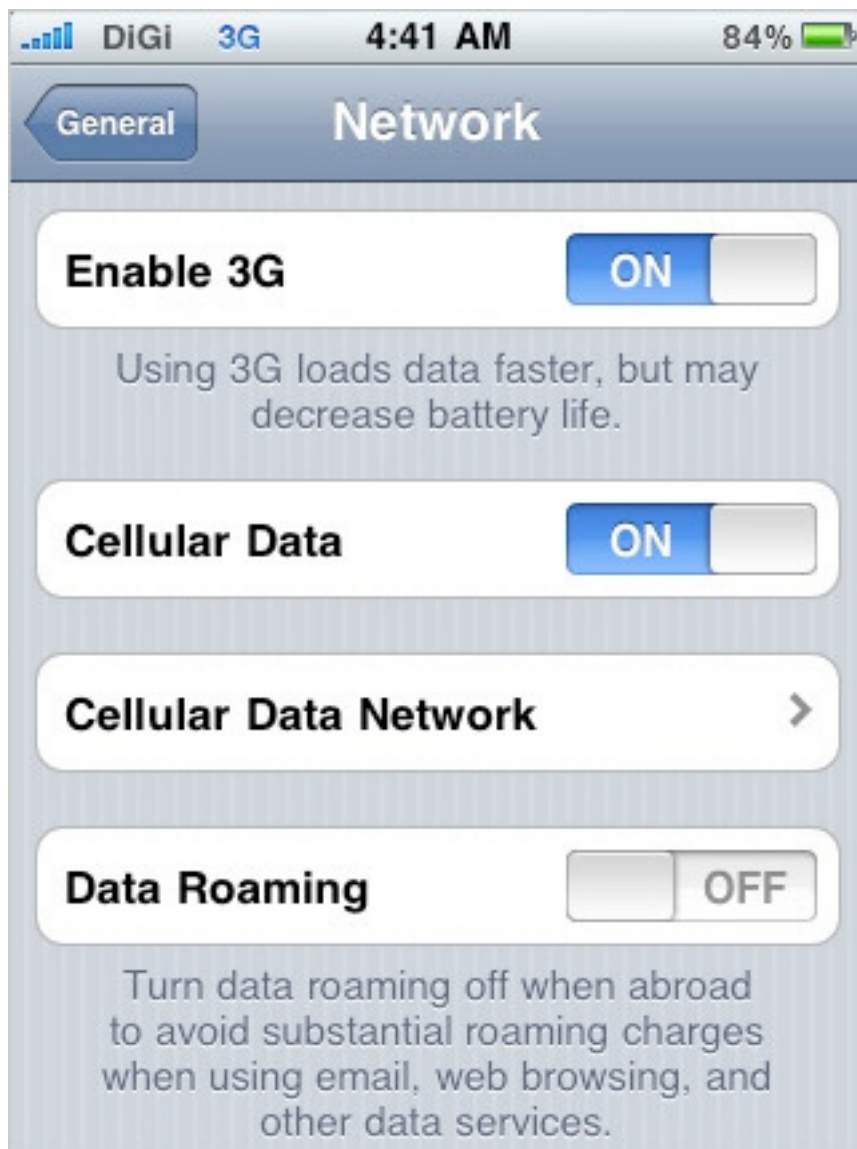 DiGi 3G 4:41 AM 84%
General Network
Enable 3G ON
Using 3G loads data faster, but may
decrease battery life.
Cellular Data ON
Cellular Data Network
Data Roaming OFF
Turn data roaming off when abroad
to avoid substantial roaming charges
when using email, web browsing, and
other data services.